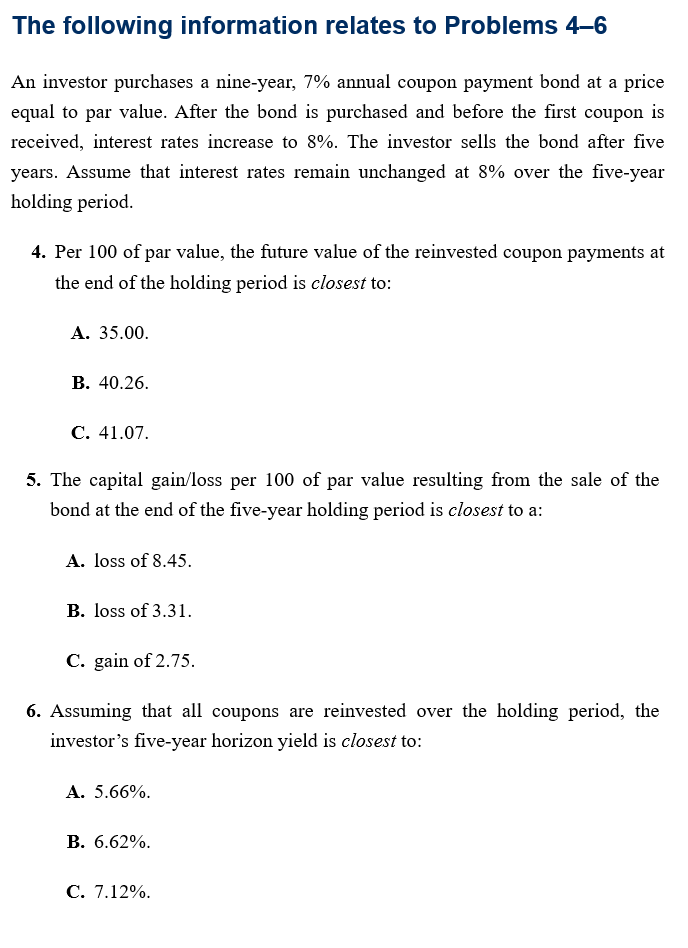 The following information relates to Problems 4–6
An investor purchases a nine-year, 7% annual coupon payment bond at a price
equal to par value. After the bond is purchased and before the first coupon is
received, interest rates increase to 8%. The investor sells the bond after five
years. Assume that interest rates remain unchanged at 8% over the five-year
holding period.
4. Per 100 of par value, the future value of the reinvested coupon payments at
the end of the holding period is closest to:
A. 35.00.
B. 40.26.
C. 41.07.
5. The capital gain/loss per 100 of par value resulting from the sale of the
bond at the end of the five-year holding period is closest to a:
A. loss of 8.45.
B. loss of 3.31.
C. gain of 2.75.
6. Assuming that all coupons are reinvested over the holding period, the
investor’s five-year horizon yield is closest to:
A. 5.66%.
B. 6.62%.
C. 7.12%.